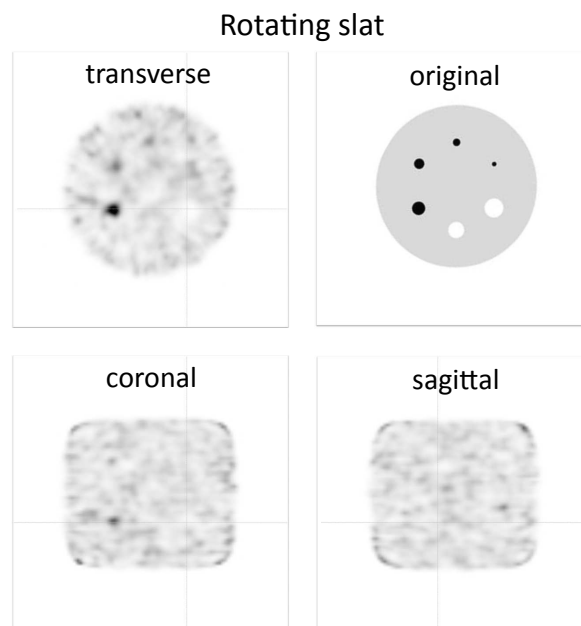 Rotating slat
transverse
original
coronal
sagittal